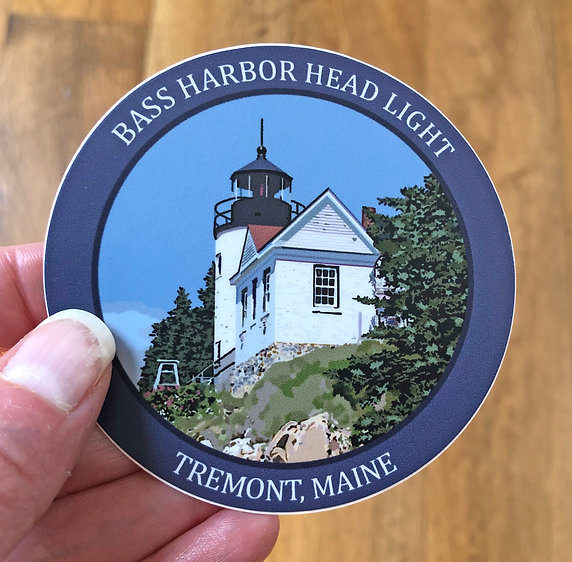 BASS HARBOR HEAD LIGHT
TREMONT, MAINE